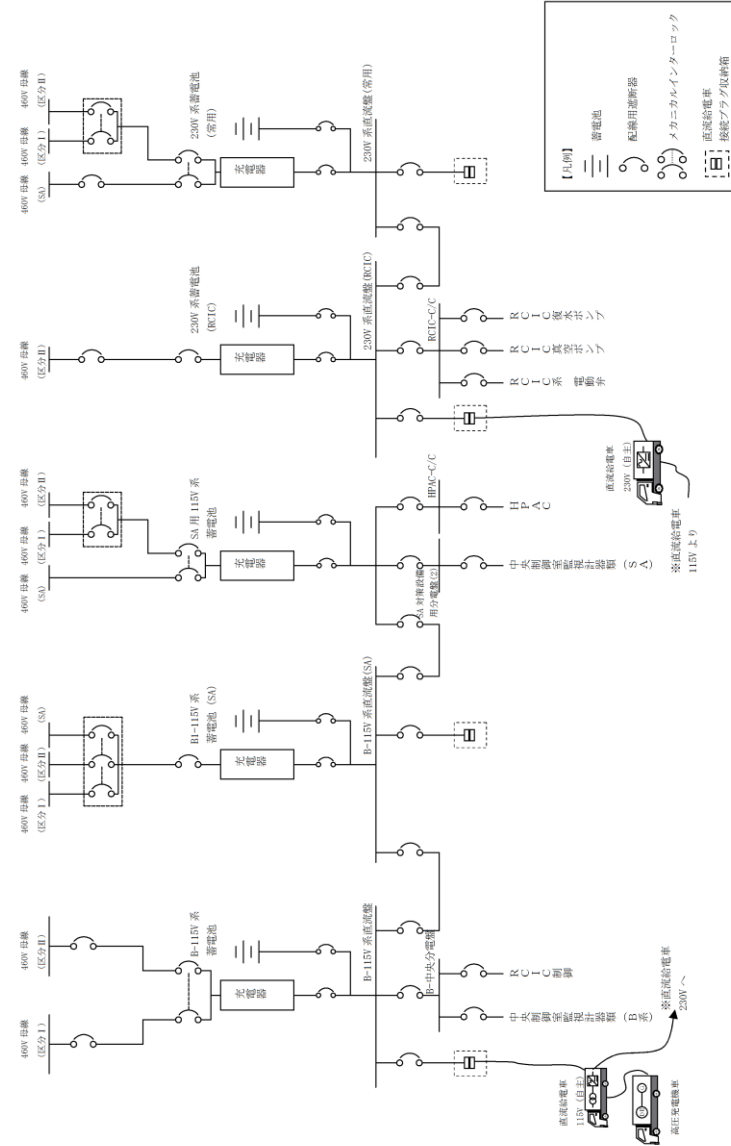 460V 母線
(区分Ⅰ)
460V 母線
(区分Ⅱ)
B-115V 系
蓄電池
充電器
B-115V 系直流盤
B-中央分電盤
中央制御室監視計器類(B系)
RCIC制御
直流給電車
115V(自主)
高圧発電機車
※直流給電車
230V へ
460V 母線
(区分Ⅰ)
460V 母線
(区分Ⅱ)
460V 母線
(SA)
B1-115V 系
蓄電池 (SA)
充電器
B-115V 系直流盤(SA)
460V 母線
(SA)
460V 母線
(区分Ⅰ)
460V 母線
(区分Ⅱ)
SA 用 115V 系
蓄電池
充電器
SA 対策設備
用分電盤(2)
HPAC-C/C
中央制御室監視計器類(SA)
HPAC
460V 母線
(区分Ⅱ)
230V 系蓄電池
(RCIC)
充電器
230V 系直流盤(RCIC)
RCIC-C/C
RCIC系 電動弁
RCIC真空ポンプ
RCIC復水ポンプ
直流給電車
230V(自主)
※直流給電車
115V より
460V 母線
(SA)
460V 母線
(区分Ⅰ)
460V 母線
(区分Ⅱ)
230V 系蓄電池
(常用)
充電器
230V 系直流盤(常用)
【凡例】
蓄電池
配線用遮断器
メカニカルインターロック
直流給電車
接続プラグ収納箱